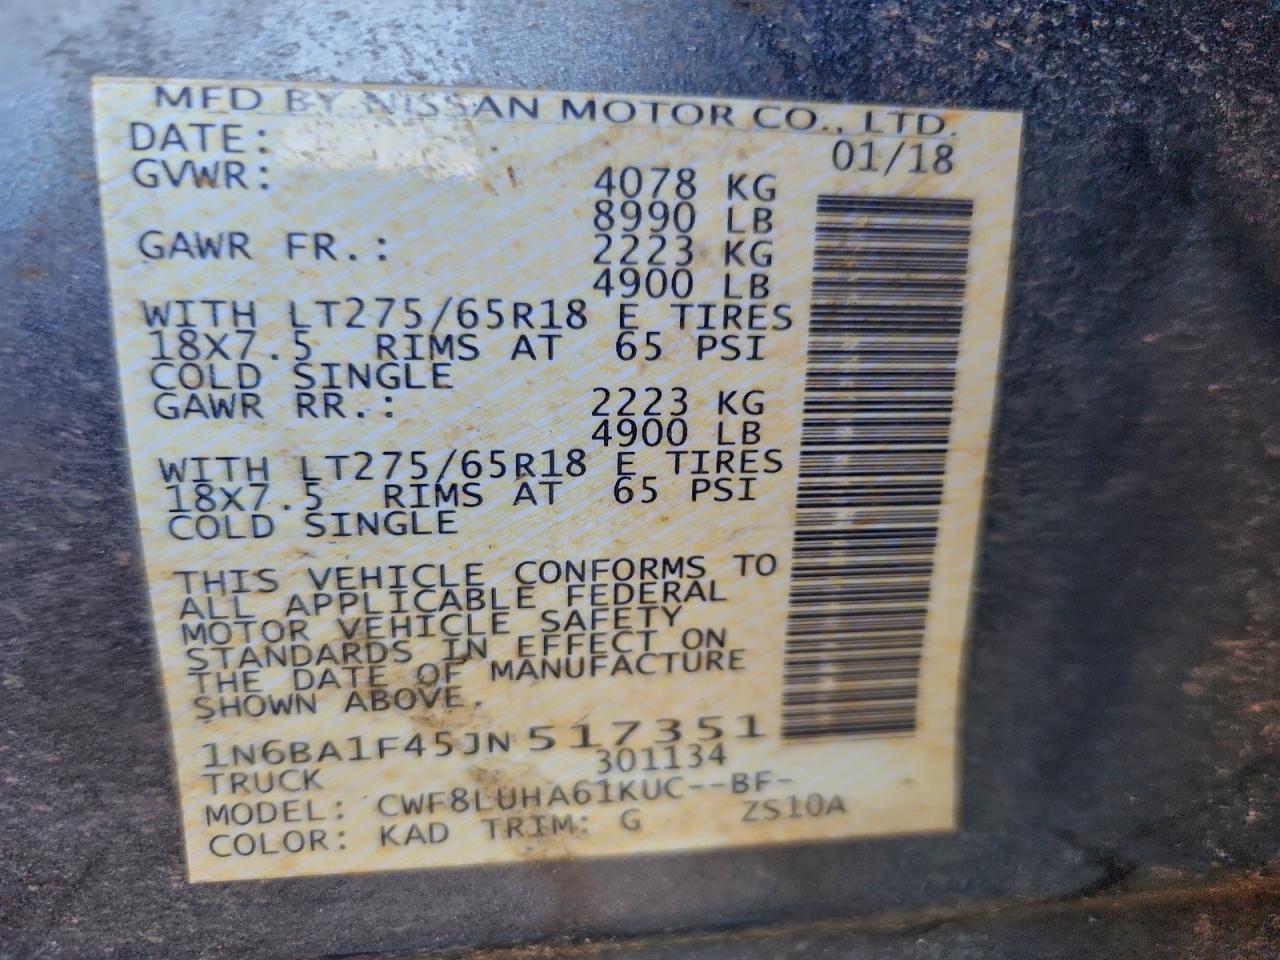 MFD BY NISSAN MOTOR CO., LTD.
DATE: 01/18
GVWR: 4078 KG
8990 LB
GAWR FR.: 2223 KG
4900 LB
WITH LT275/65R18 E TIRES
18X7.5 RIMS AT 65 PSI
COLD SINGLE
GAWR RR.: 2223 KG
4900 LB
WITH LT275/65R18 E TIRES
18X7.5 RIMS AT 65 PSI
COLD SINGLE
THIS VEHICLE CONFORMS TO
ALL APPLICABLE FEDERAL
MOTOR VEHICLE SAFETY
STANDARDS IN EFFECT ON
THE DATE OF MANUFACTURE
SHOWN ABOVE.
1N6BA1F45JN517351
TRUCK 301134
MODEL: CWF8LUHA61KUC--BF-
COLOR: KAD TRIM: G ZS10A